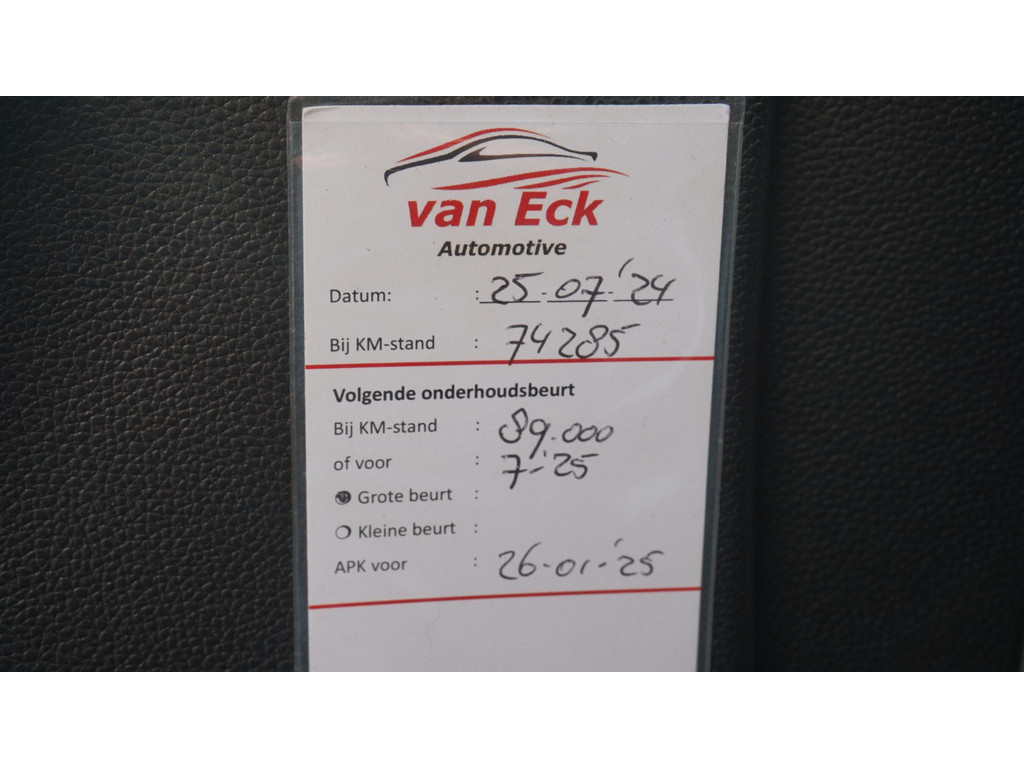 van Eck
Automotive
Datum: : 25-07-'24
Bij KM-stand : 74285
Volgende onderhoudsbeurt
Bij KM-stand : 89.000
of voor : 7-'25
Grote beurt :
Kleine beurt :
APK voor : 26-01-'25